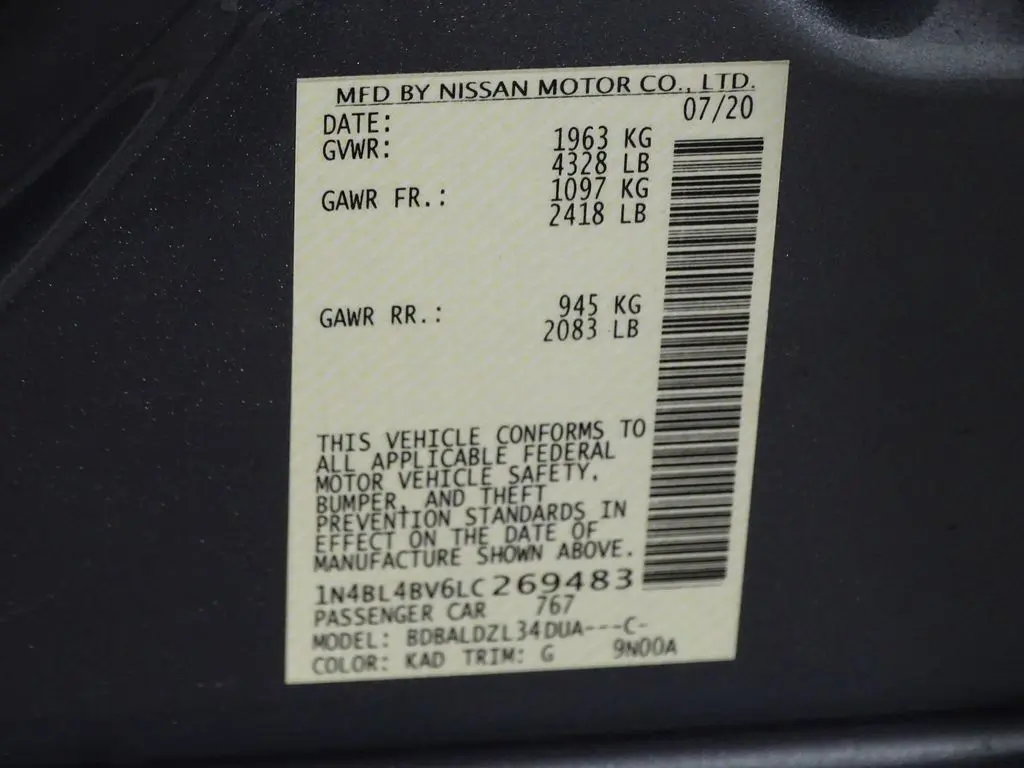 MFD BY NISSAN MOTOR CO., LTD.
DATE: 07/20
GVWR: 1963 KG
4328 LB
GAWR FR.: 1097 KG
2418 LB
GAWR RR.: 945 KG
2083 LB
THIS VEHICLE CONFORMS TO
ALL APPLICABLE FEDERAL
MOTOR VEHICLE SAFETY,
BUMPER, AND THEFT
PREVENTION STANDARDS IN
EFFECT ON THE DATE OF
MANUFACTURE SHOWN ABOVE.
1N4BL4BV6LC269483
PASSENGER CAR 767
MODEL: BDBALDZL34DUA---C-
COLOR: KAD TRIM: G 9N00A